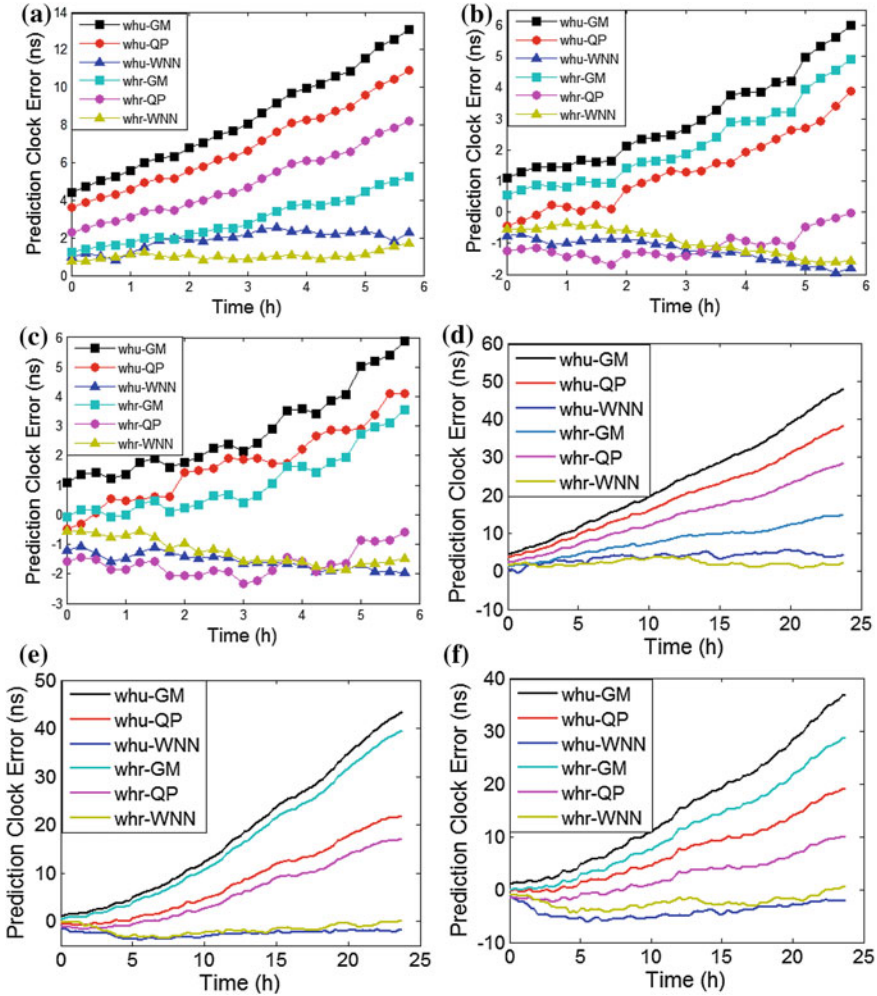 (a)
Prediction Clock Error (ns)
14
12
10
8
6
4
2
0
whu-GM
whu-QP
whu-WNN
whr-GM
whr-QP
whr-WNN
0 1 2 3 4 5 6
Time (h)
(b)
Prediction Clock Error (ns)
6
5
4
3
2
1
0
-1
-2
whu-GM
whu-QP
whu-WNN
whr-GM
whr-QP
whr-WNN
0 1 2 3 4 5 6
Time (h)
(c)
Prediction Clock Error (ns)
6
5
4
3
2
1
0
-1
-2
-3
whu-GM
whu-QP
whu-WNN
whr-GM
whr-QP
whr-WNN
0 1 2 3 4 5 6
Time (h)
(d)
Prediction Clock Error (ns)
60
50
40
30
20
10
0
-10
whu-GM
whu-QP
whu-WNN
whr-GM
whr-QP
whr-WNN
0 5 10 15 20 25
Time (h)
(e)
Prediction Clock Error (ns)
50
40
30
20
10
0
-10
whu-GM
whu-QP
whu-WNN
whr-GM
whr-QP
whr-WNN
0 5 10 15 20 25
Time (h)
(f)
Prediction Clock Error (ns)
40
30
20
10
0
-10
whu-GM
whu-QP
whu-WNN
whr-GM
whr-QP
whr-WNN
0 5 10 15 20 25
Time (h)